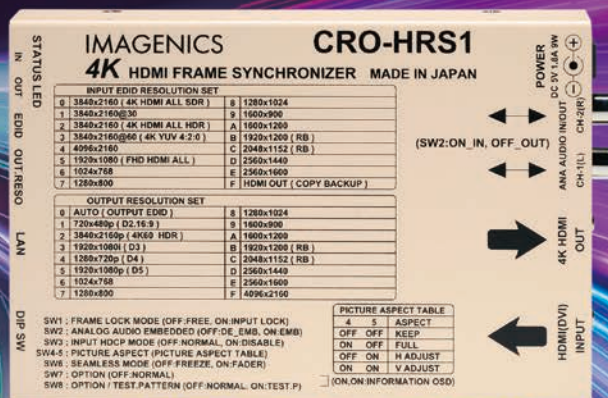 IMAGENICS
CRO-HRS1
4K HDMI FRAME SYNCHRONIZER MADE IN JAPAN
STATUS LED
IN OUT EDID OUT.RESO
LAN
DIP SW
INPUT EDID RESOLUTION SET
0 3840x2160 ( 4K HDMI ALL SDR ) 8 1280x1024
1 3840x2160@30 9 1600x900
2 3840x2160 ( 4K HDMI ALL HDR ) A 1600x1200
3 3840x2160@60 ( 4K YUV 4:2:0 ) B 1920x1200 ( RB )
4 4096x2160 C 2048x1152 ( RB )
5 1920x1080 ( FHD HDMI ALL ) D 2560x1440
6 1024x768 E 2560x1600
7 1280x800 F HDMI OUT ( COPY BACKUP )
OUTPUT RESOLUTION SET
0 AUTO ( OUTPUT EDID ) 8 1280x1024
1 720x480p ( D2.16:9 ) 9 1600x900
2 3840x2160p ( 4K60 HDR ) A 1600x1200
3 1920x1080i ( D3 ) B 1920x1200 ( RB )
4 1280x720p ( D4 ) C 2048x1152 ( RB )
5 1920x1080p ( D5 ) D 2560x1440
6 1024x768 E 2560x1600
7 1280x800 F 4096x2160
SW1 : FRAME LOCK MODE (OFF:FREE, ON:INPUT LOCK)
SW2 : ANALOG AUDIO EMBEDDED (OFF:DE_EMB, ON:EMB)
SW3 : INPUT HDCP MODE (OFF:NORMAL, ON:DISABLE)
SW4-5 : PICTURE ASPECT (PICTURE ASPECT TABLE)
SW6 : SEAMLESS MODE (OFF:FREEZE, ON:FADER)
SW7 : OPTION (OFF:NORMAL)
SW8 : OPTION / TEST.PATTERN (OFF:NORMAL. ON:TEST.P)
PICTURE ASPECT TABLE
4 5 ASPECT
OFF OFF KEEP
ON OFF FULL
OFF ON H ADJUST
ON ON V ADJUST
(ON,ON:INFORMATION OSD)
POWER
DC 5V 1.8A 9W
(SW2:ON_IN, OFF_OUT)
ANA AUDIO IN/OUT
CH-2(R)
CH-1(L)
4K HDMI
OUT
HDMI(DVI)
INPUT